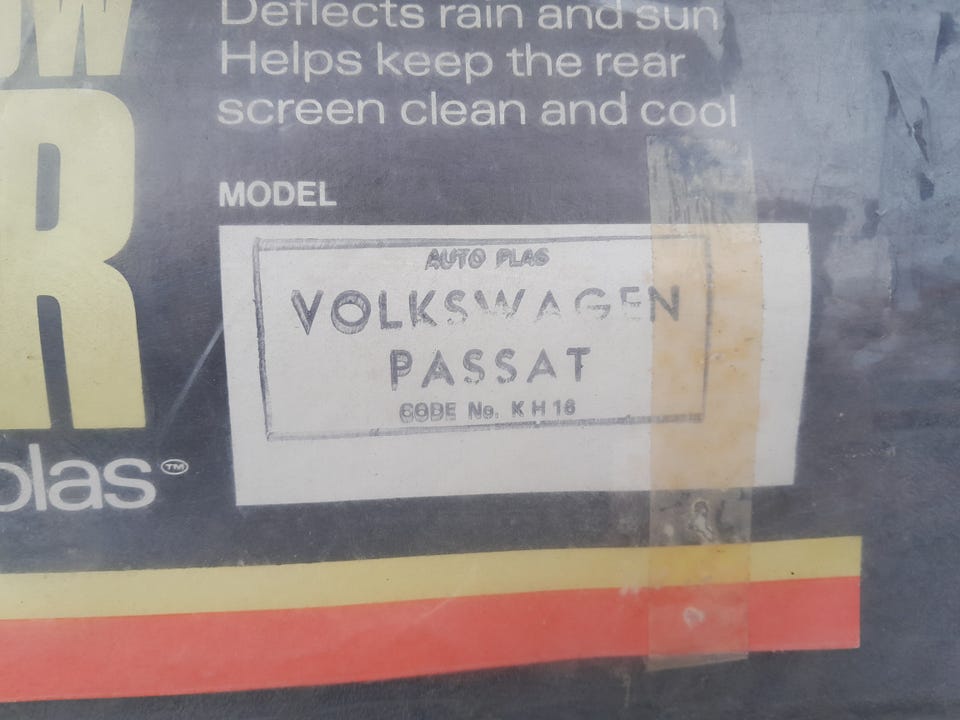 OW
Deflects rain and sun
Helps keep the rear
screen clean and cool
R
MODEL
AUTO PLAS
VOLKSWAGEN
PASSAT
CODE No. KH16
plas™